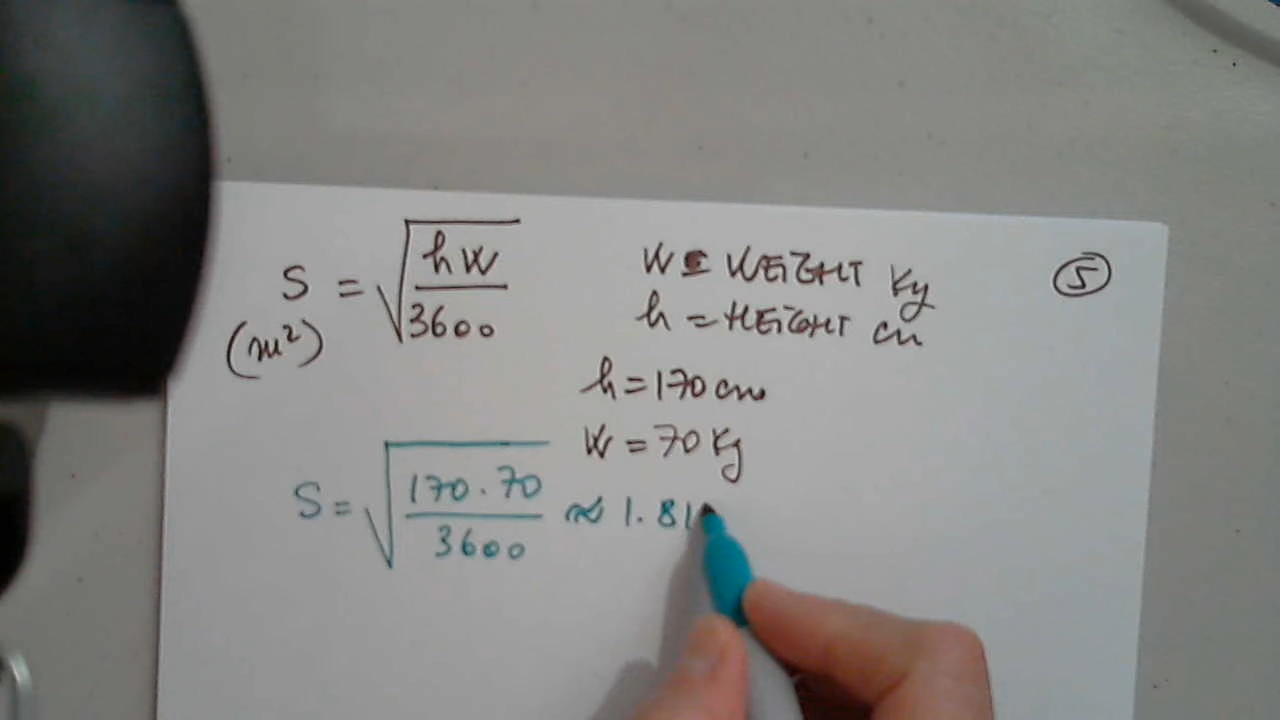 S = √(hW/3600) W = WEIGHT Kg ⑤
(m²) h = HEIGHT cm
h = 170 cm
W = 70 Kg
S = √(170 · 70/3600) ≈ 1.81